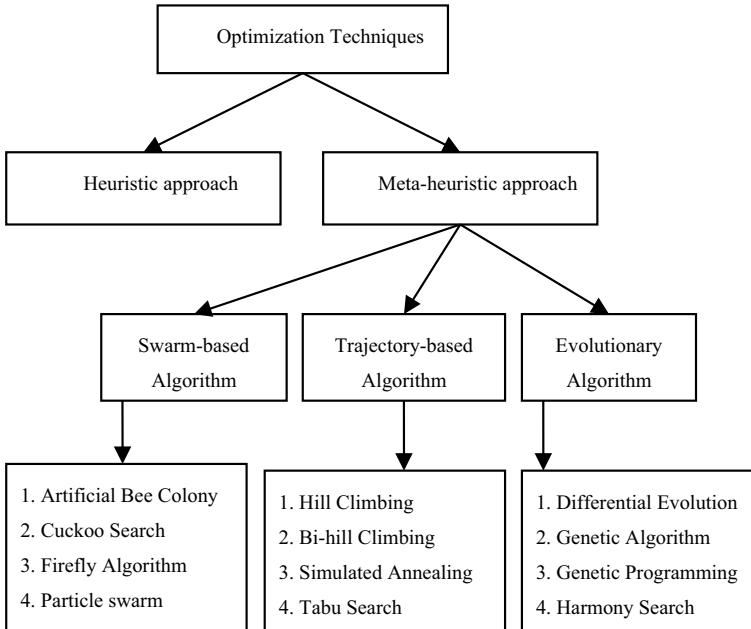 Optimization Techniques
Heuristic approach
Meta-heuristic approach
Swarm-based
Algorithm
Trajectory-based
Algorithm
Evolutionary
Algorithm
1. Artificial Bee Colony
2. Cuckoo Search
3. Firefly Algorithm
4. Particle swarm
1. Hill Climbing
2. Bi-hill Climbing
3. Simulated Annealing
4. Tabu Search
1. Differential Evolution
2. Genetic Algorithm
3. Genetic Programming
4. Harmony Search